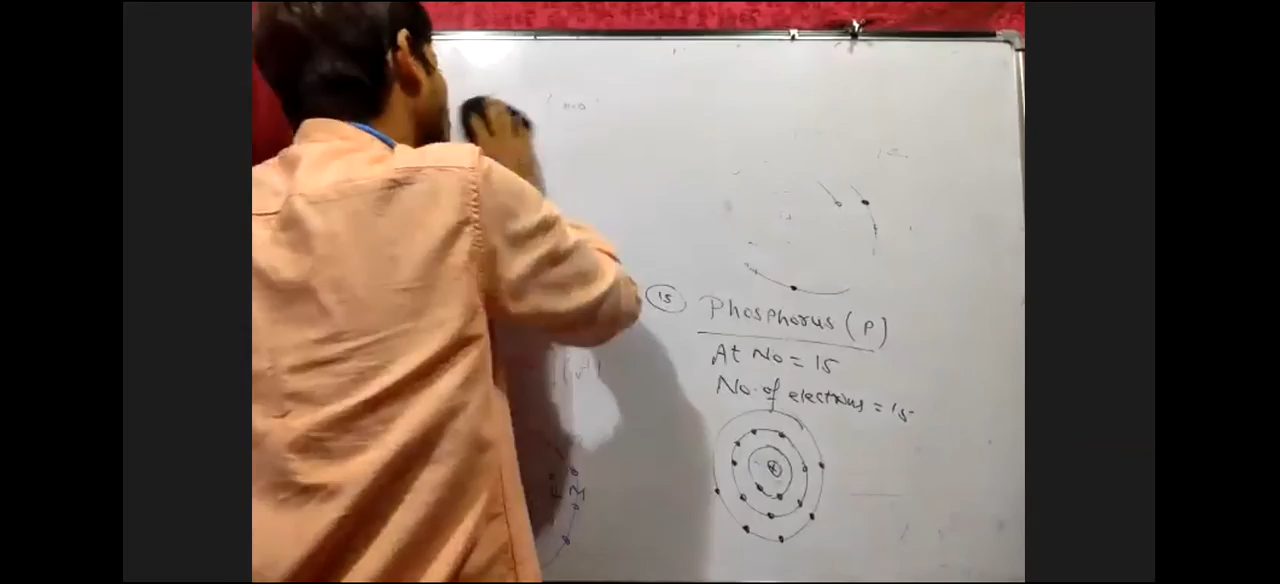 15 Phosphorus (P)
At No = 15
No. of electrons = 15